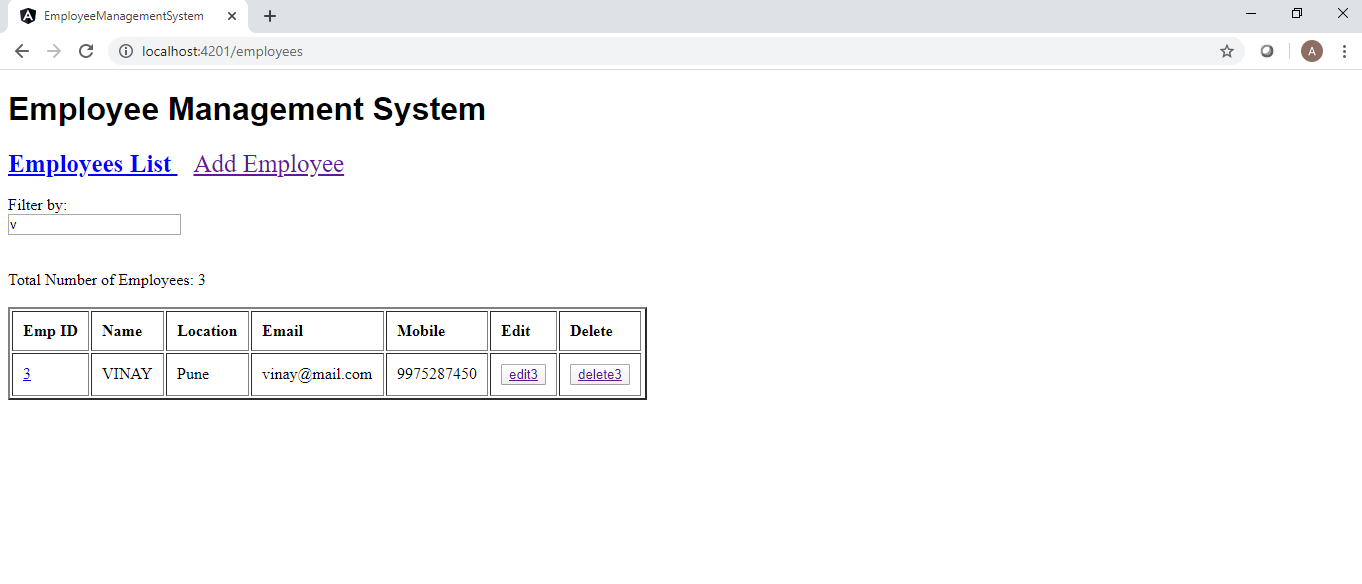 EmployeeManagementSystem
localhost:4201/employees
A
Employee Management System
Employees List Add Employee
Filter by:
v
Total Number of Employees: 3
Emp ID Name Location Email Mobile Edit Delete
3 VINAY Pune vinay@mail.com 9975287450 edit3 delete3